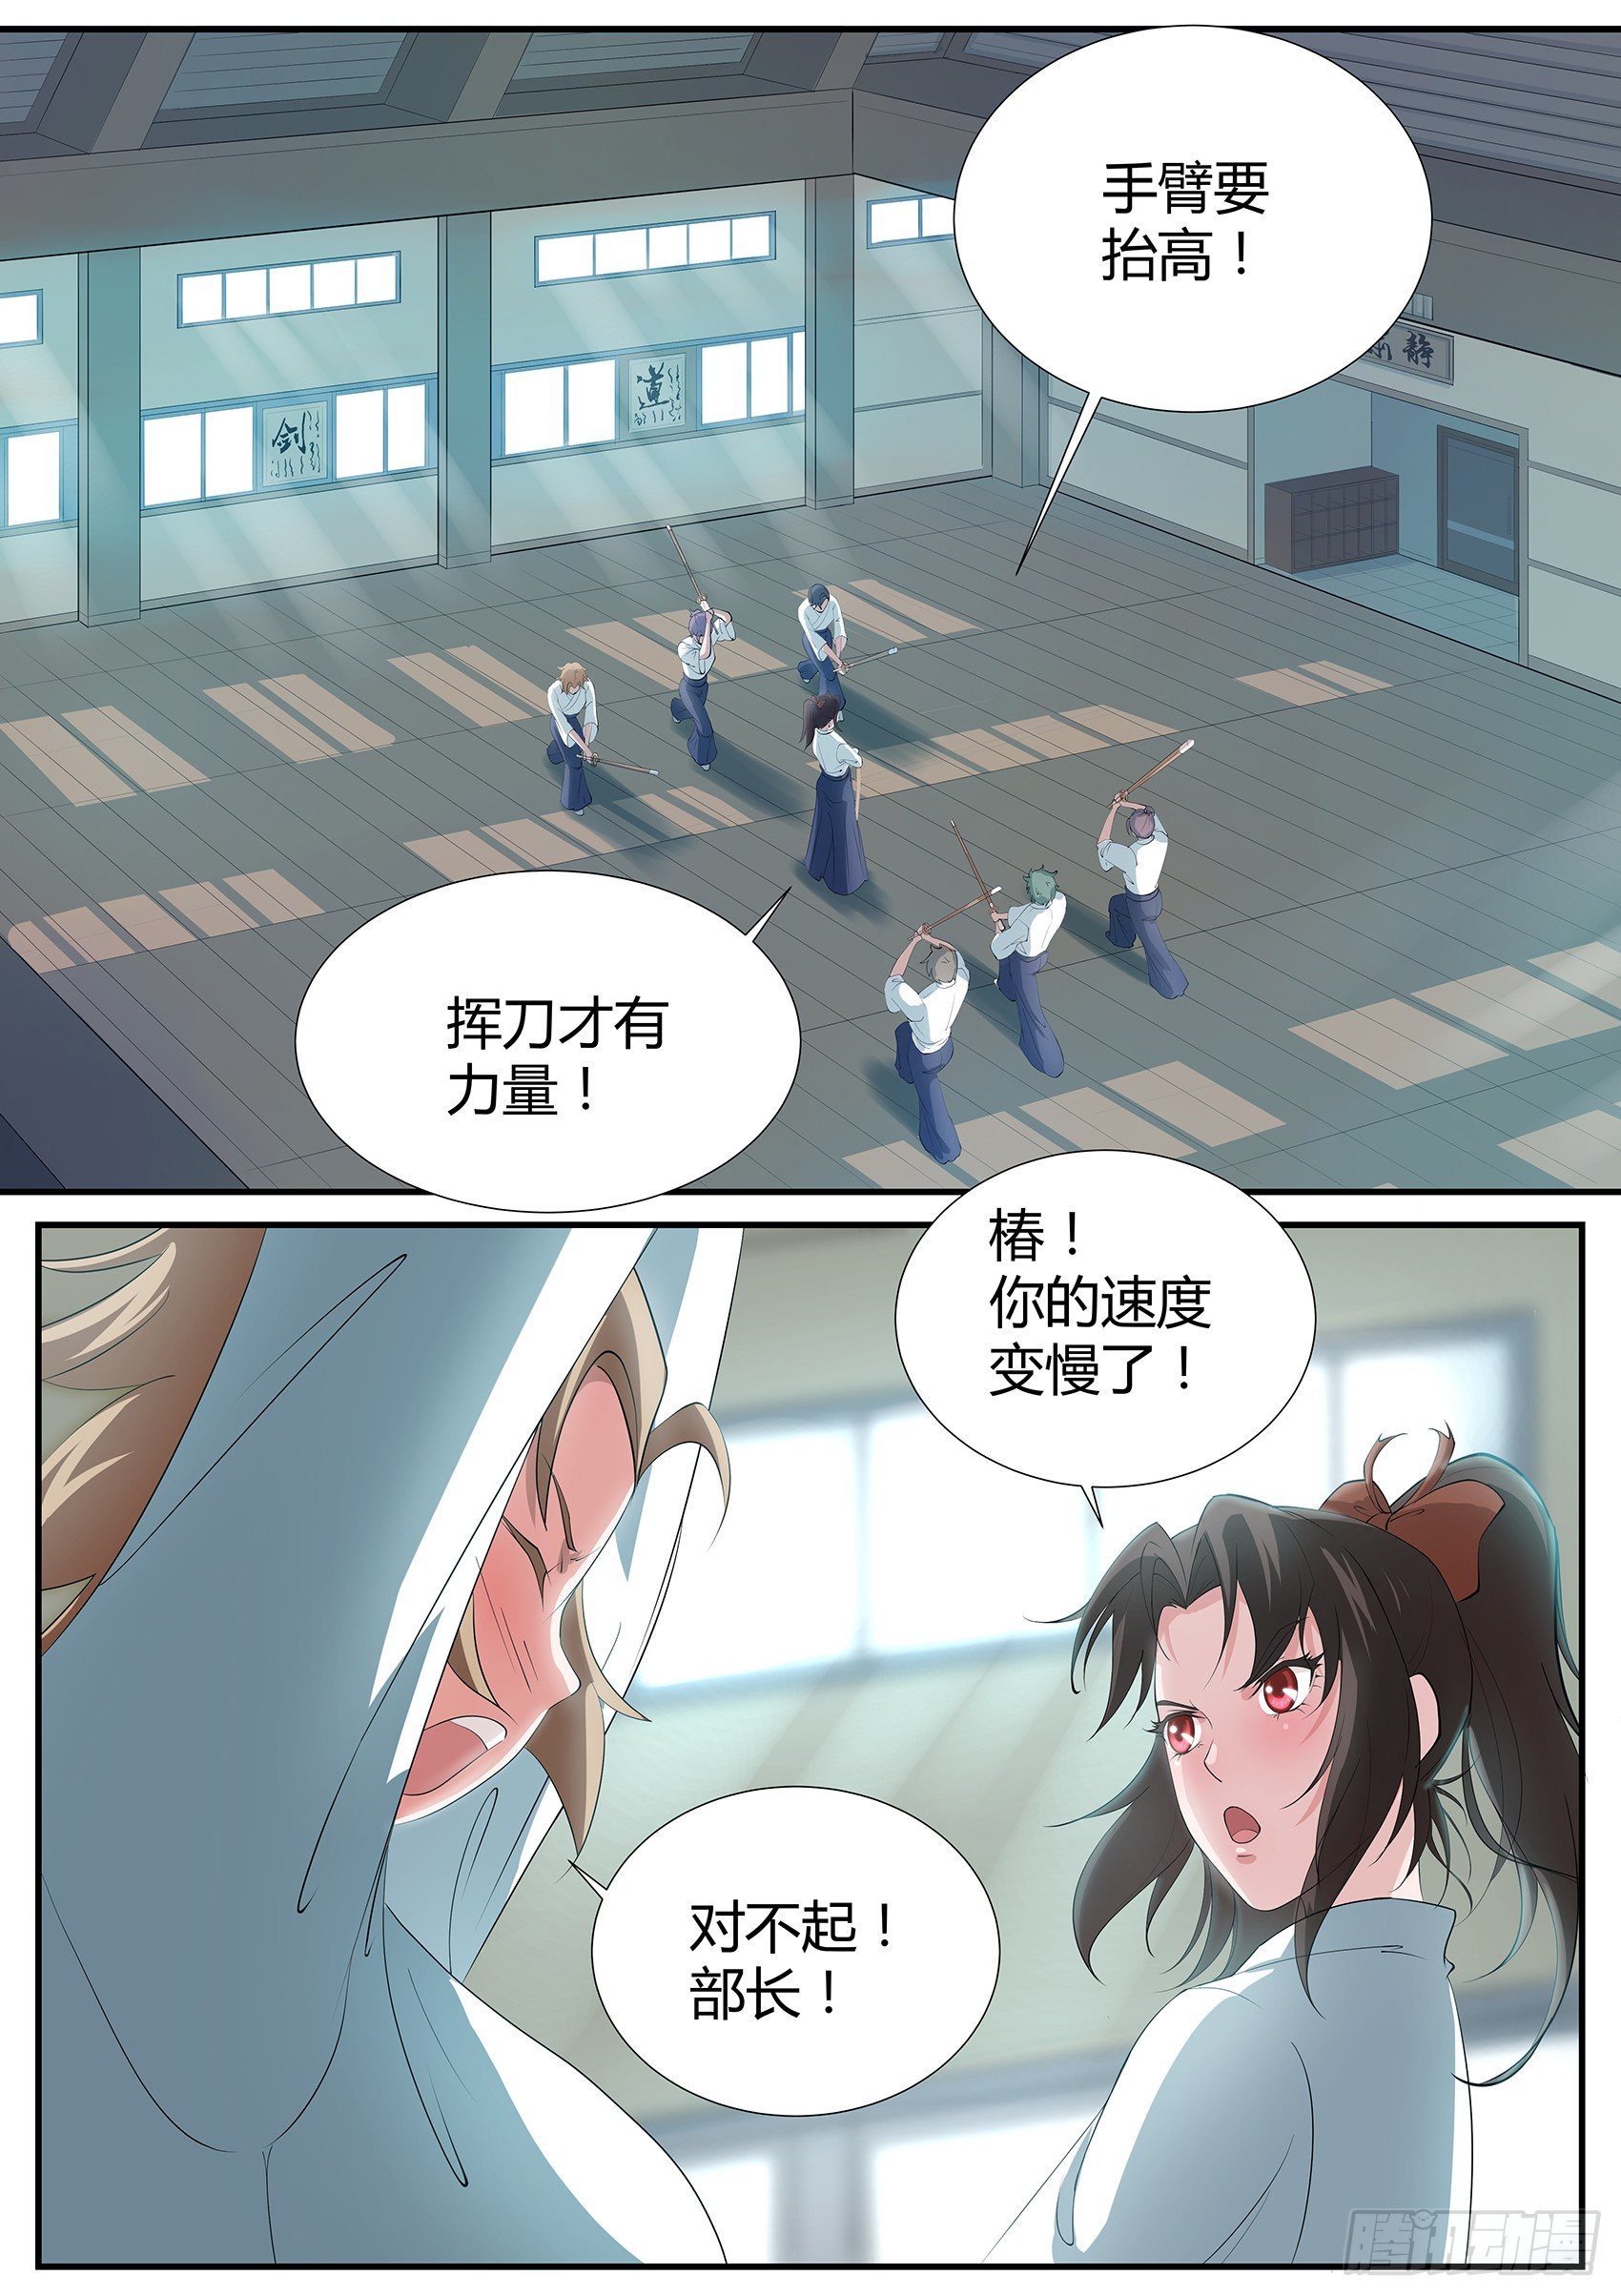 手臂要
抬高！
静
道
剑
挥刀才有
力量！
椿！
你的速度
变慢了！
对不起！
部长！
腾讯动漫